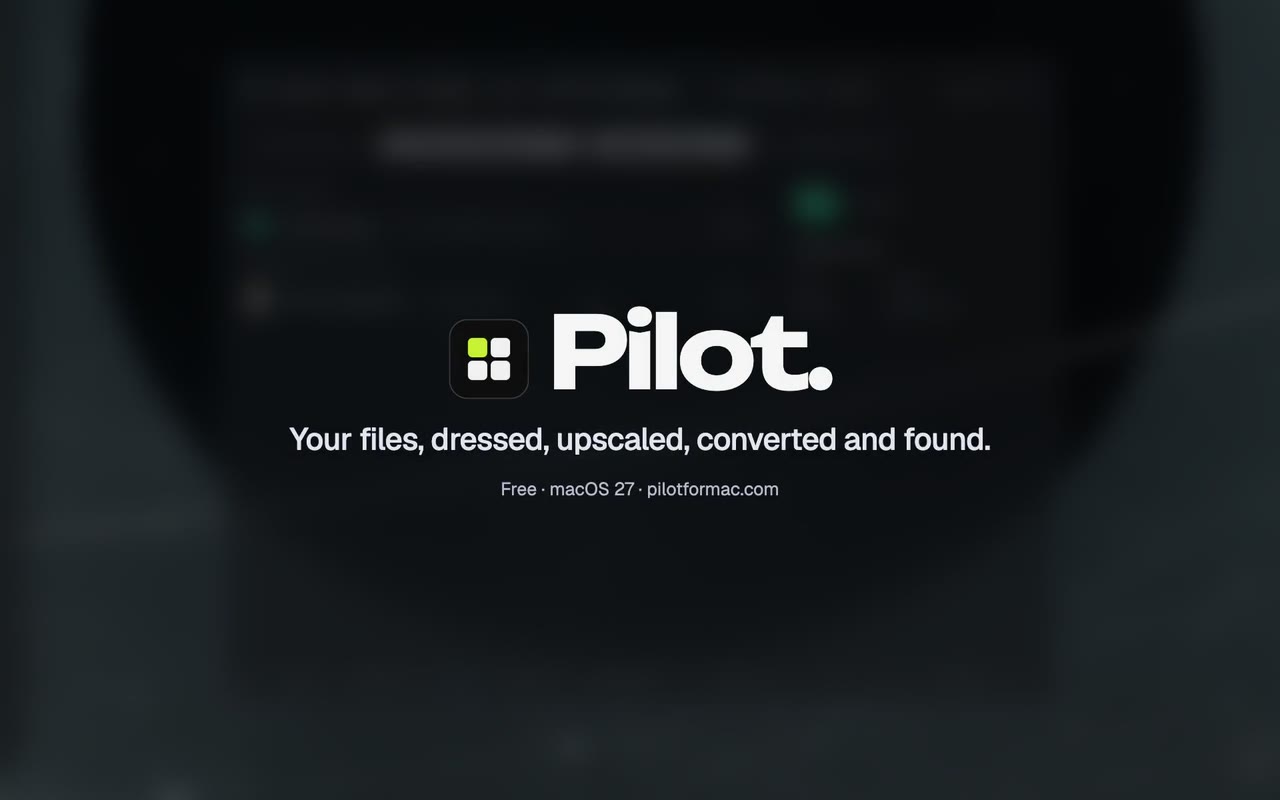 Pilot.
Your files, dressed, upscaled, converted and found.
Free · macOS 27 · pilotformac.com